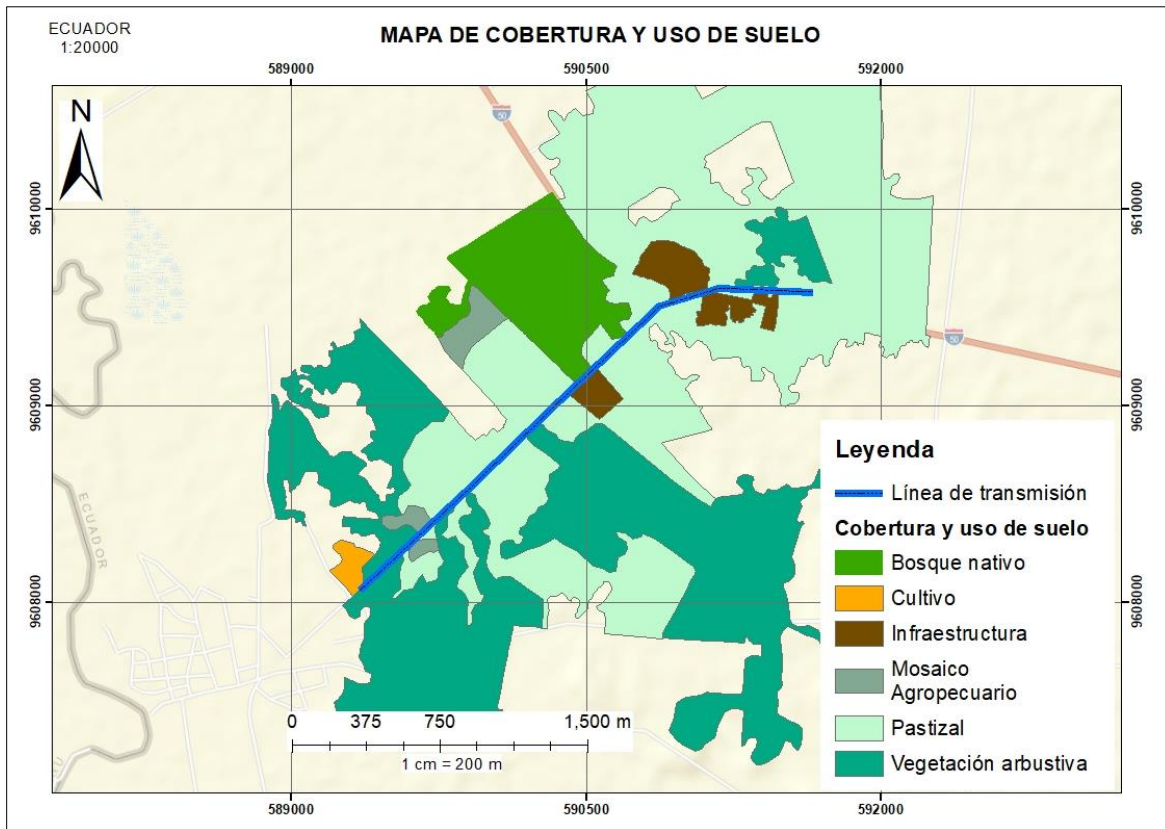 ECUADOR
1:20000
MAPA DE COBERTURA Y USO DE SUELO
589000
590500
592000
N
50
9610000
9610000
50
9609000
9609000
ECUADOR
Leyenda
Línea de transmisión
Cobertura y uso de suelo
Bosque nativo
Cultivo
Infraestructura
Mosaico
Agropecuario
Pastizal
Vegetación arbustiva
9608000
9608000
0 375 750 1,500 m
1 cm = 200 m
589000
590500
592000